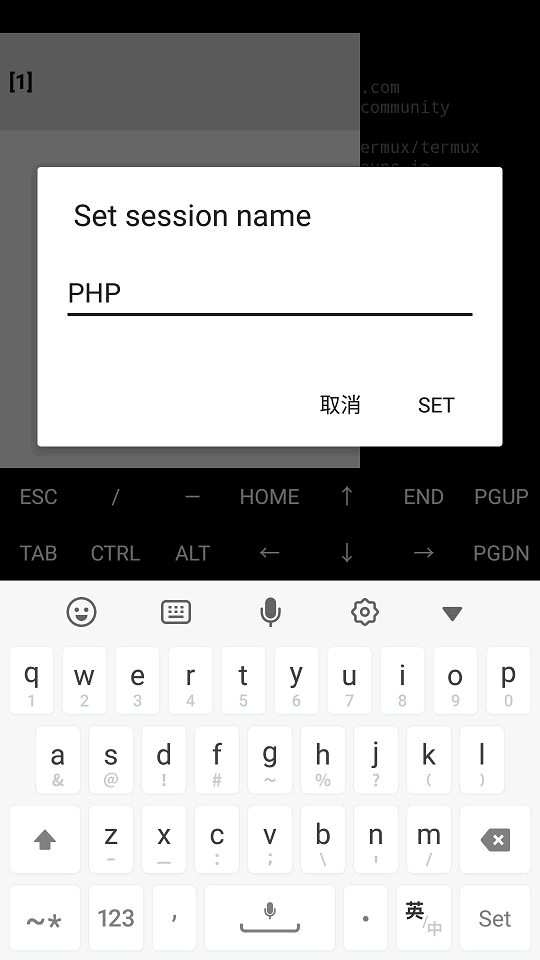 [1]
.com
community
ermux/termux
Set session name
PHP
取消 SET
ESC / — HOME ↑ END PGUP
TAB CTRL ALT ← ↓ → PGDN
q w e r t y u i o p
1 2 3 4 5 6 7 8 9 0
a s d f g h j k l
& @ ! # ~ % ? ( )
z x c v b n m
- _ : ; \ ' /
~* 123 , . 英/中 Set